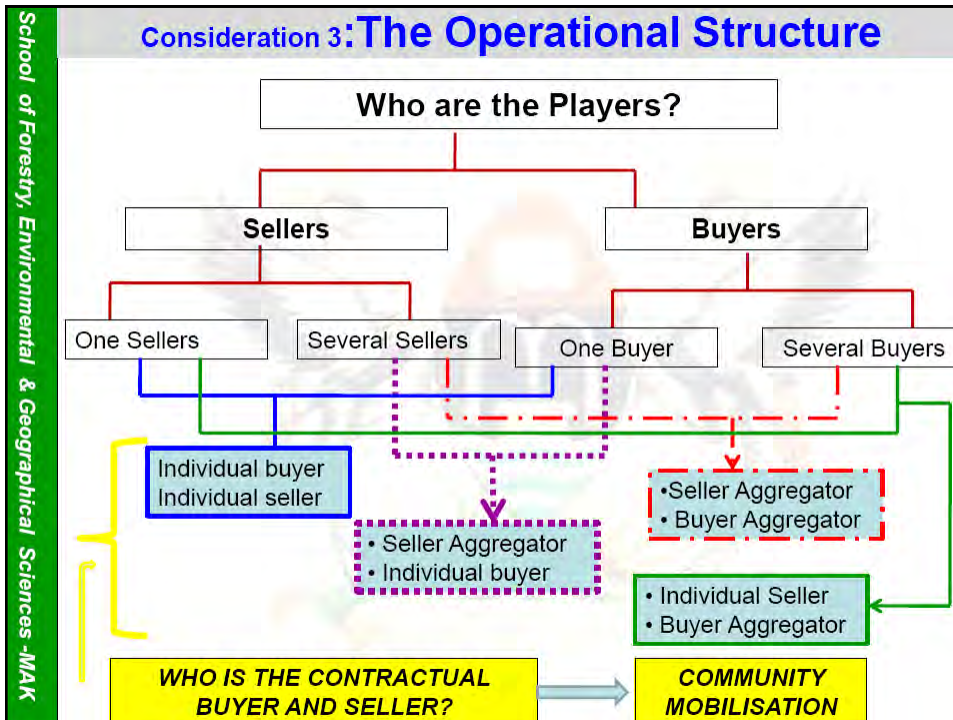 School of Forestry, Environmental & Geographical Sciences -MAK
Consideration 3:The Operational Structure
Who are the Players?
Sellers
Buyers
One Sellers
Several Sellers
One Buyer
Several Buyers
Individual buyer
Individual seller
• Seller Aggregator
• Individual buyer
•Seller Aggregator
• Buyer Aggregator
• Individual Seller
• Buyer Aggregator
WHO IS THE CONTRACTUAL
BUYER AND SELLER?
COMMUNITY
MOBILISATION